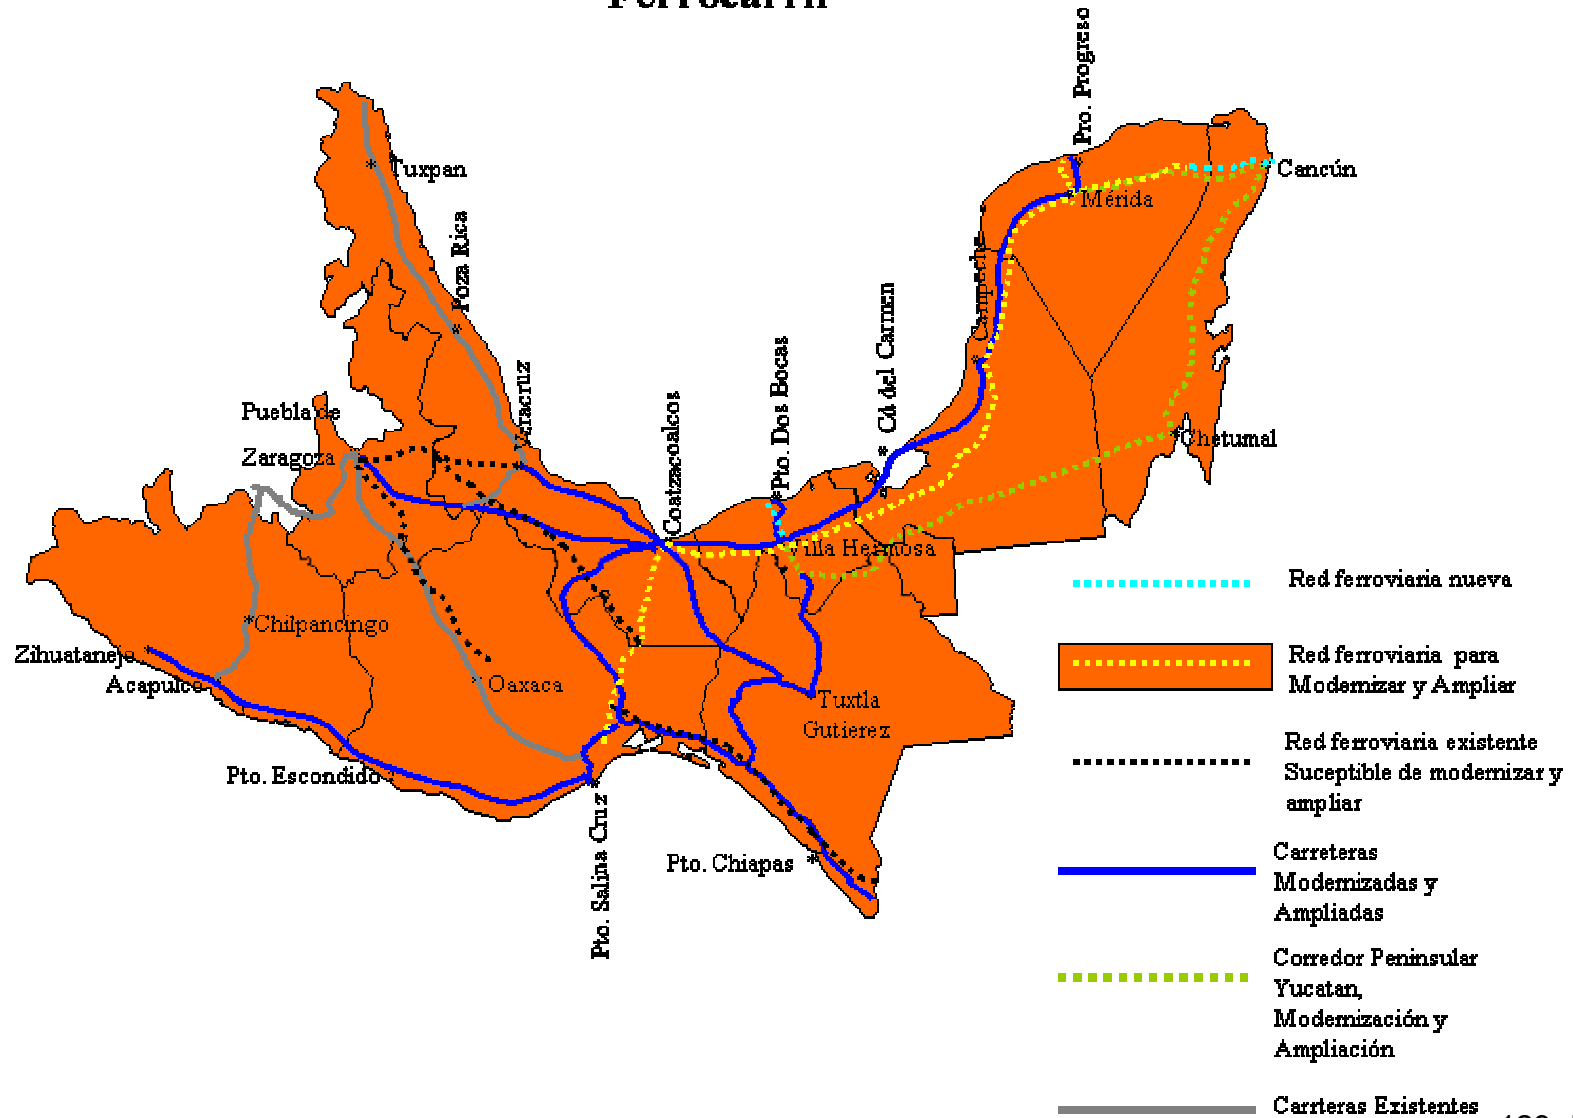 Ferrocarril
Pro. Progreso
Tuxpan
Cancún
Mérida
Poza Rica
Campeche
Cd del Carmen
Pto. Dos Bocas
Veracruz
Coatzacoalcos
Puebla de
Zaragoza
Chetumal
Villa Hermosa
Chilpancingo
Zihuatanejo
Acapulco
Oaxaca
Tuxtla
Gutierez
Pto. Escondido
Pto. Salina Cruz
Pto. Chiapas
Red ferroviaria nueva
Red ferroviaria para
Modernizar y Ampliar
Red ferroviaria existente
Suceptible de modernizar y
ampliar
Carreteras
Modernizadas y
Ampliadas
Corredor Peninsular
Yucatan,
Modernización y
Ampliación
Carrteras Existentes